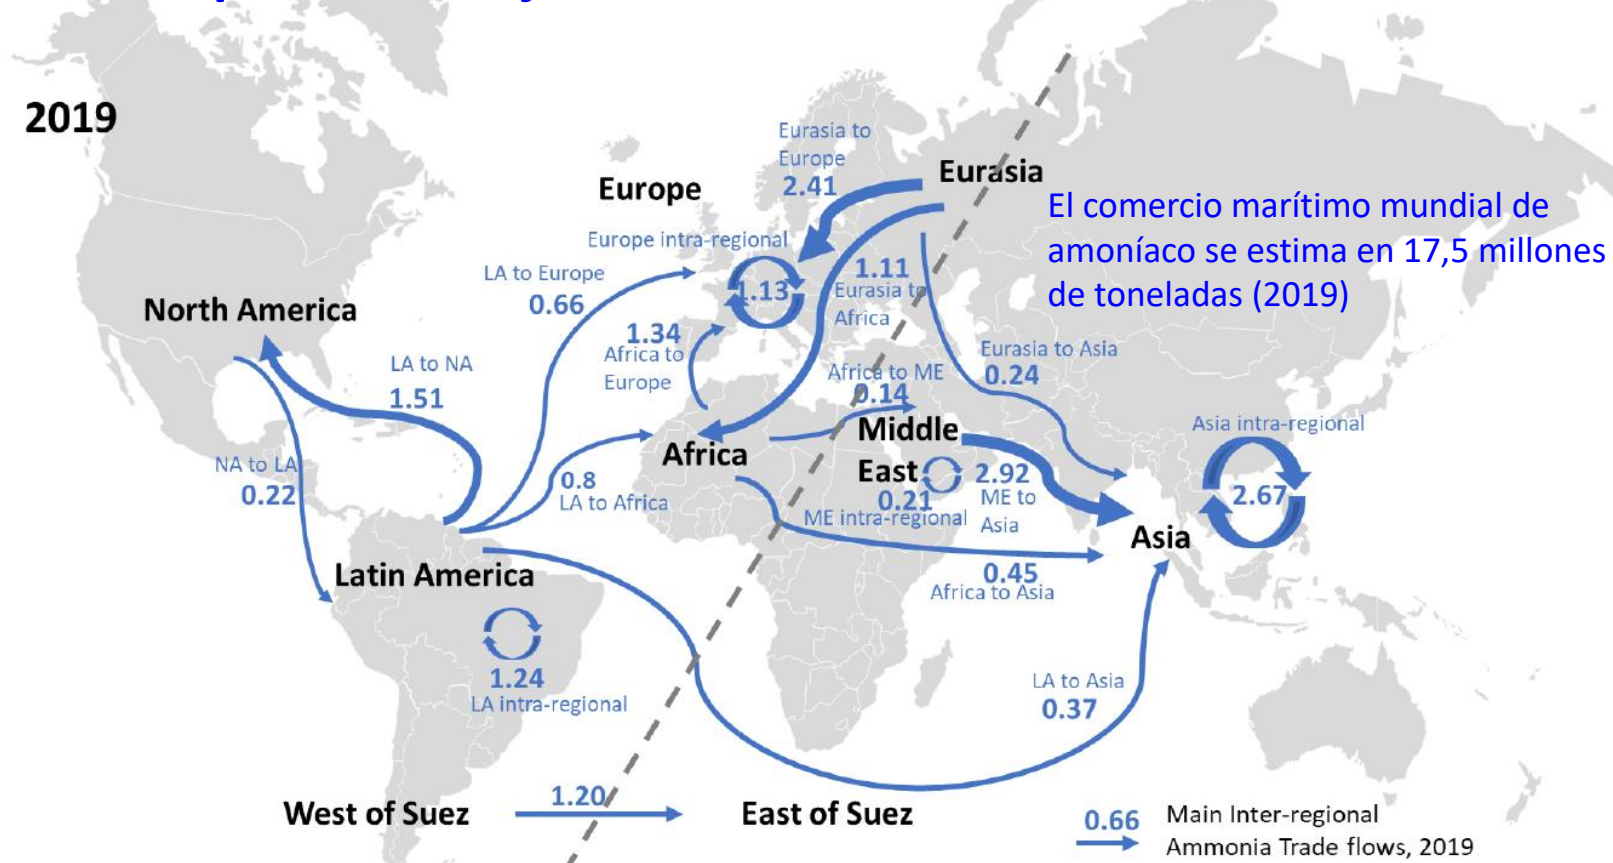 2019
Eurasia to
Europe
2.41
Eurasia
Europe
El comercio marítimo mundial de
amoníaco se estima en 17,5 millones
de toneladas (2019)
Europe intra-regional
1.13
LA to Europe
0.66
1.11
Eurasia to
Africa
North America
1.34
Africa to
Europe
Eurasia to Asia
0.24
LA to NA
1.51
Africa to ME
0.14
Middle
East
Asia intra-regional
2.67
Africa
NA to LA
0.22
0.8
LA to Africa
0.21
ME intra-regional
2.92
ME to
Asia
Asia
Latin America
0.45
Africa to Asia
1.24
LA intra-regional
LA to Asia
0.37
West of Suez
1.20
East of Suez
0.66
Main Inter-regional
Ammonia Trade flows, 2019